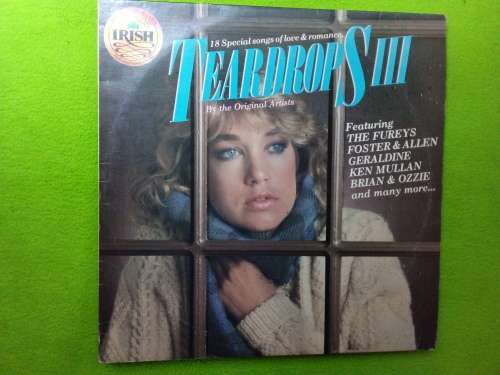 IRISH
18 Special songs of love & romance
TEARDROPS III
By the Original Artists
Featuring
THE FUREYS
FOSTER & ALLEN
GERALDINE
KEN MULLAN
BRIAN & OZZIE
and many more...